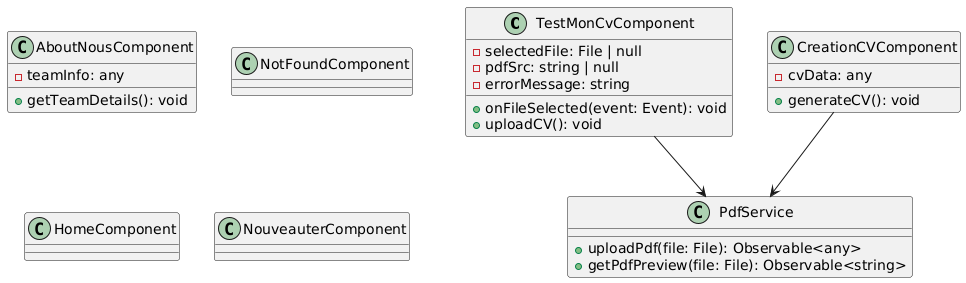 C AboutNousComponent
teamInfo: any
getTeamDetails(): void
C NotFoundComponent
C TestMonCvComponent
selectedFile: File | null
pdfSrc: string | null
errorMessage: string
onFileSelected(event: Event): void
uploadCV(): void
C CreationCVComponent
cvData: any
generateCV(): void
C HomeComponent
C NouveauterComponent
C PdfService
uploadPdf(file: File): Observable<any>
getPdfPreview(file: File): Observable<string>